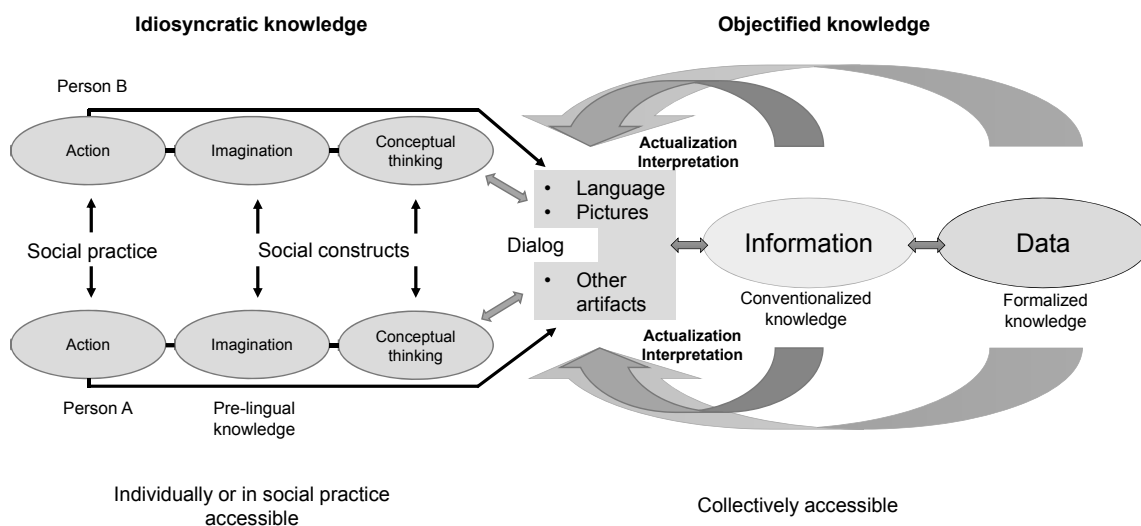 Idiosyncratic knowledge
Objectified knowledge
Person B
Action
Imagination
Conceptual
thinking
Actualization
Interpretation
• Language
• Pictures
Social practice
Social constructs
Dialog
Information
Data
• Other
artifacts
Conventionalized
knowledge
Formalized
knowledge
Action
Imagination
Conceptual
thinking
Actualization
Interpretation
Person A
Pre-lingual
knowledge
Individually or in social practice
accessible
Collectively accessible